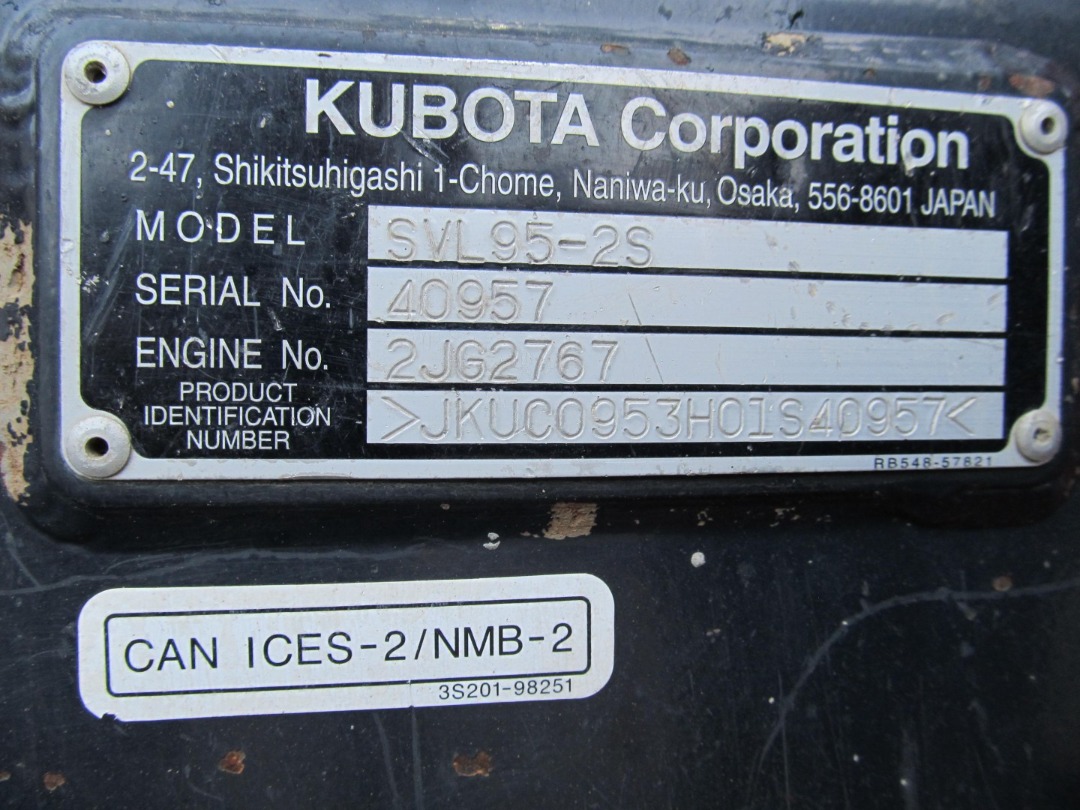 KUBOTA Corporation
2-47, Shikitsuhigashi 1-Chome, Naniwa-ku, Osaka, 556-8601 JAPAN
MODEL SVL95-2S
SERIAL No. 40957
ENGINE No. 2JG2767
PRODUCT IDENTIFICATION NUMBER >JKUC0953H01S40957<
RB548-57821
CAN ICES-2/NMB-2
3S201-98251